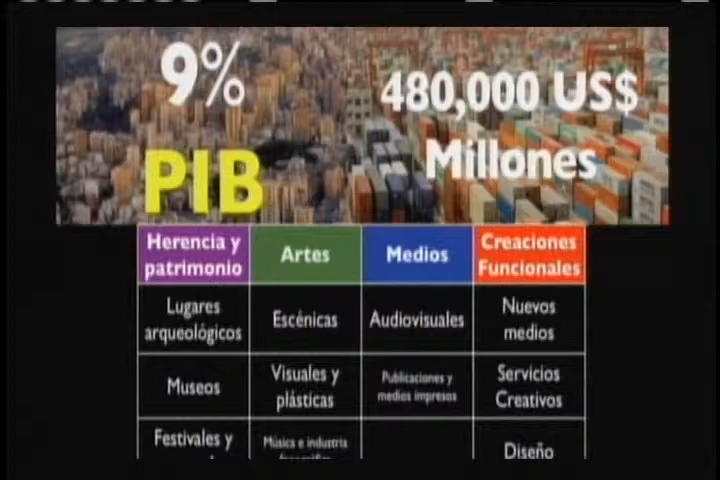 9%
PIB
480,000 US$
Millones
Herencia y
patrimonio
Artes
Medios
Creaciones
Funcionales
Lugares
arqueológicos
Escénicas
Audiovisuales
Nuevos
medios
Museos
Visuales y
plásticas
Publicaciones y
medios impresos
Servicios
Creativos
Festivales y
Música e industria
Diseño